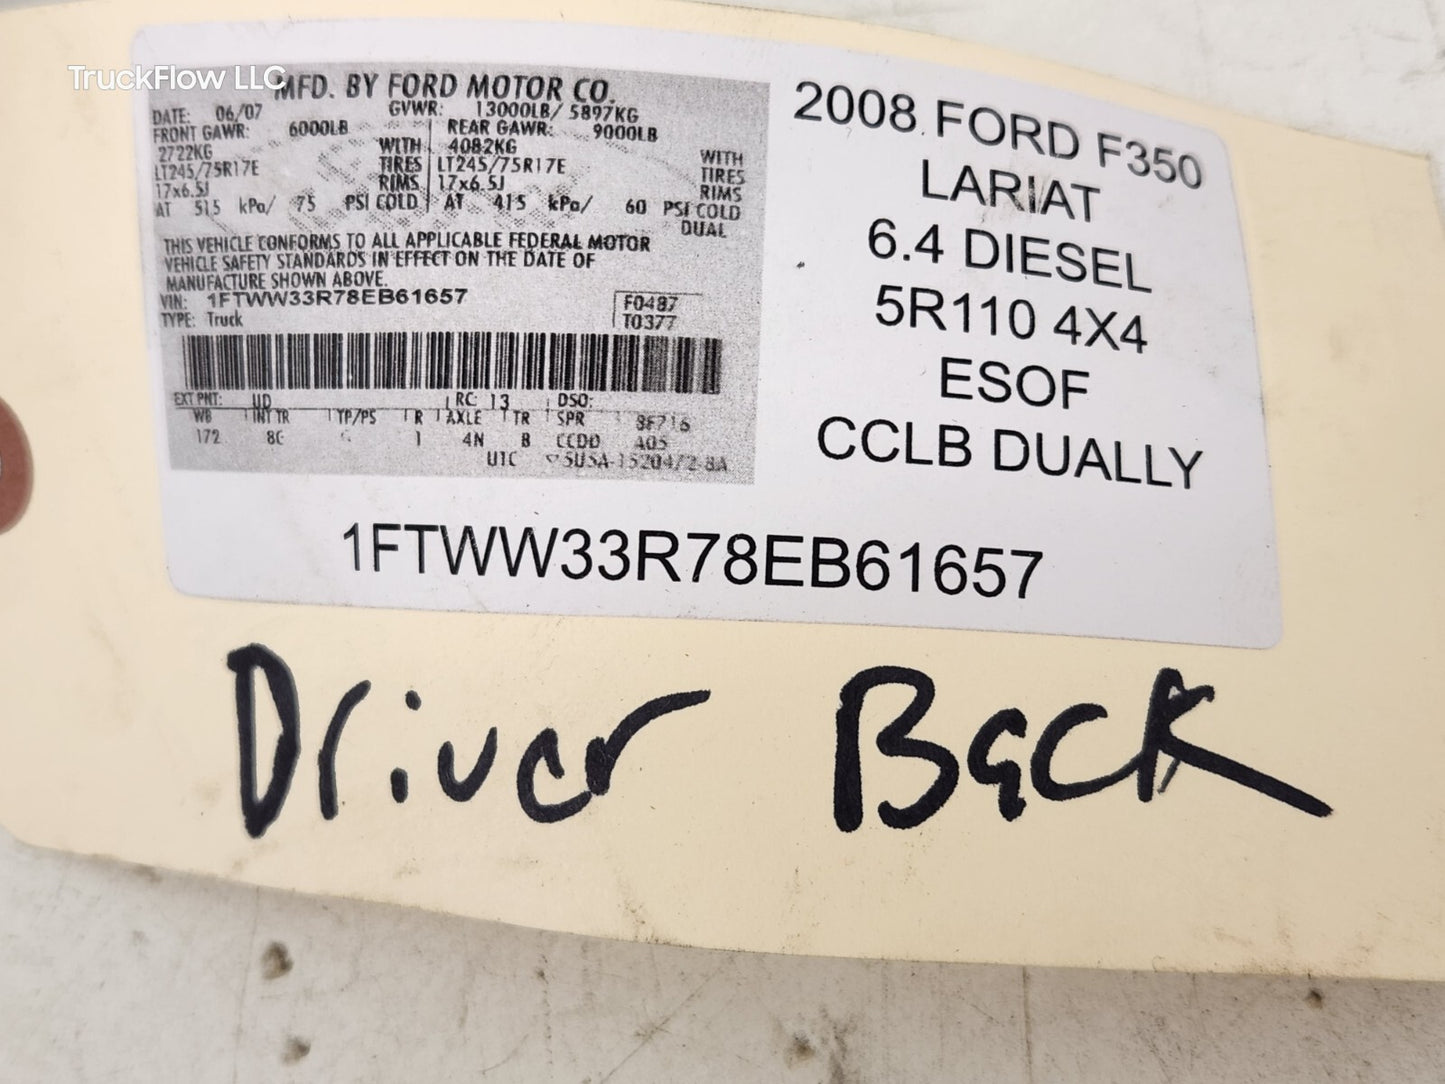 TruckFlow LLC
MFD. BY FORD MOTOR CO.
DATE: 06/07 GVWR: 13000LB/ 5897KG
FRONT GAWR: 6000LB REAR GAWR: 9000LB
2722KG WITH 4082KG WITH
LT245/75R17E TIRES LT245/75R17E TIRES
17x6.5J RIMS 17x6.5J RIMS
AT 515 kPa/ 75 PSI COLD AT 415 kPa/ 60 PSI COLD
DUAL
THIS VEHICLE CONFORMS TO ALL APPLICABLE FEDERAL MOTOR
VEHICLE SAFETY STANDARDS IN EFFECT ON THE DATE OF
MANUFACTURE SHOWN ABOVE.
VIN: 1FTWW33R78EB61657 F0487
TYPE: Truck T0377
EXT PNT: UD RC: 13 DSO:
WB INT TR TP/PS R AXLE TR SPR 8F716
172 8C 1 4N B CCDD A05
UTC
2008 FORD F350
LARIAT
6.4 DIESEL
5R110 4X4
ESOF
CCLB DUALLY
1FTWW33R78EB61657
Driver Back